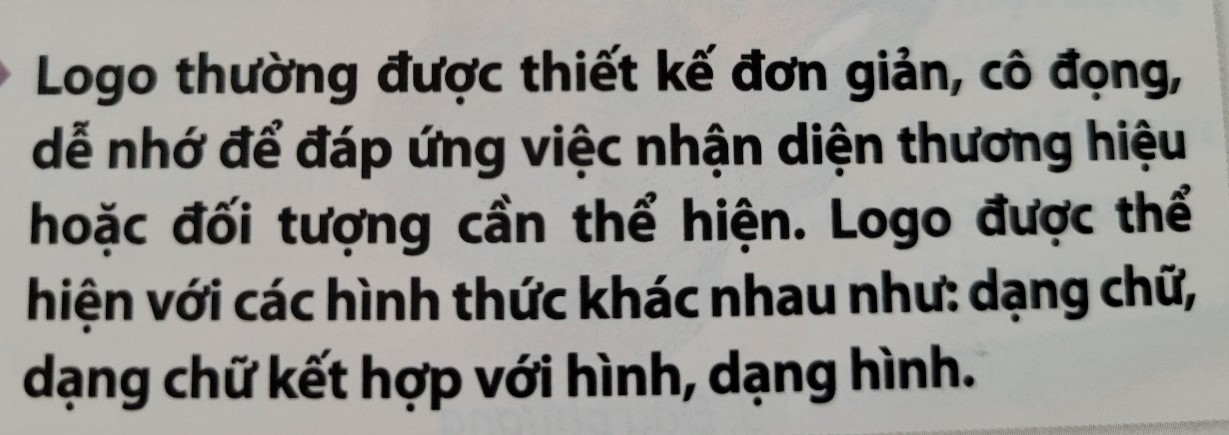 Logo thường được thiết kế đơn giản, cô đọng,
dễ nhớ để đáp ứng việc nhận diện thương hiệu
hoặc đối tượng cần thể hiện. Logo được thể
hiện với các hình thức khác nhau như: dạng chữ,
dạng chữ kết hợp với hình, dạng hình.